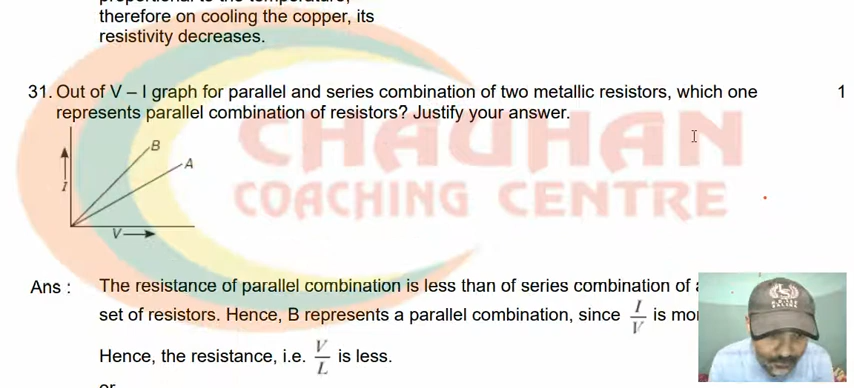 therefore on cooling the copper, its
resistivity decreases.
31. Out of V – I graph for parallel and series combination of two metallic resistors, which one 1
represents parallel combination of resistors? Justify your answer.
B
A
I
V
CHAUHAN
COACHING CENTRE
Ans : The resistance of parallel combination is less than of series combination of
set of resistors. Hence, B represents a parallel combination, since I/V is
Hence, the resistance, i.e. V/L is less.